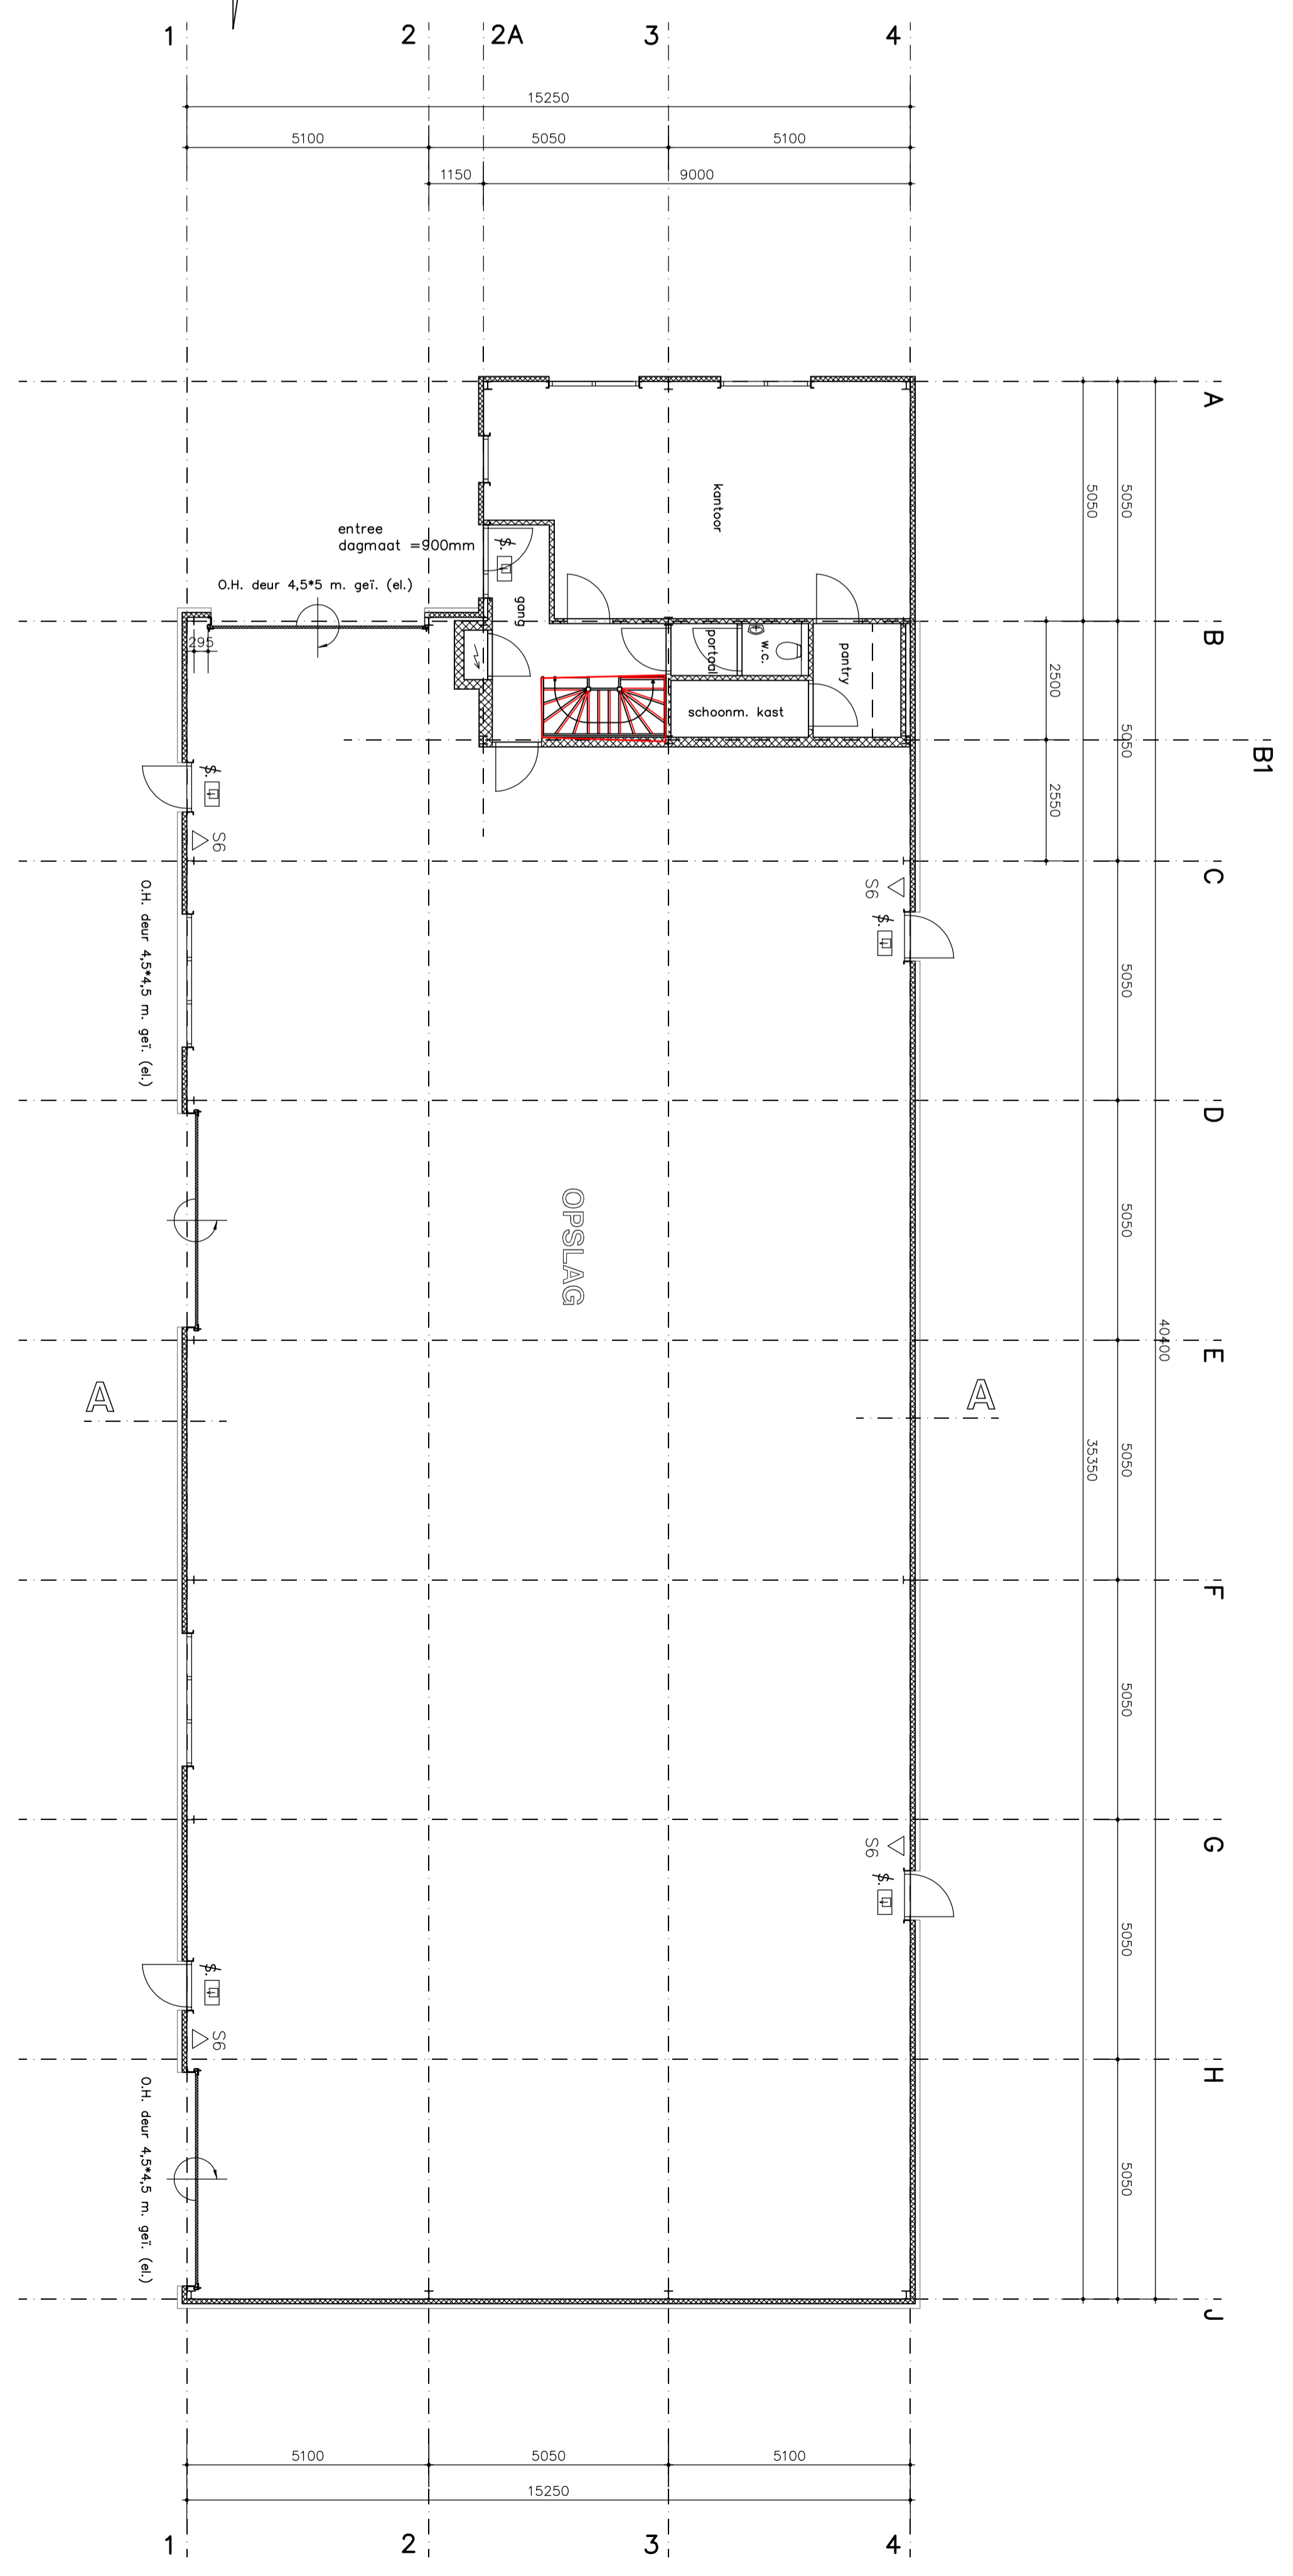 1 2 2A 3 4
15250
5100 5050 5100
1150 9000
A
5050 5050
kantoor
entree
dagmaat =900mm
$.
O.H. deur 4,5*5 m. geï. (el.)
gang
B
295
portaal
w.c.
pantry
2500
schoonm. kast
5050
B1
$.
2550
S6
C
S6
O.H. deur 4,5*4,5 m. geï. (el.)
$.
5050
D
OPSLAG
5050
40400
E
A A
35350
5050
F
5050
G
S6
$.
5050
$.
S6
H
O.H. deur 4,5*4,5 m. geï. (el.)
5050
J
5100 5050 5100
15250
1 2 3 4